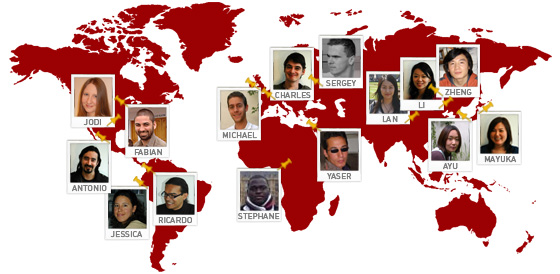 JODI
FABIAN
ANTONIO
JESSICA
RICARDO
MICHAEL
CHARLES
SERGEY
STEPHANE
YASER
LAN
LI
ZHENG
AYU
MAYUKA